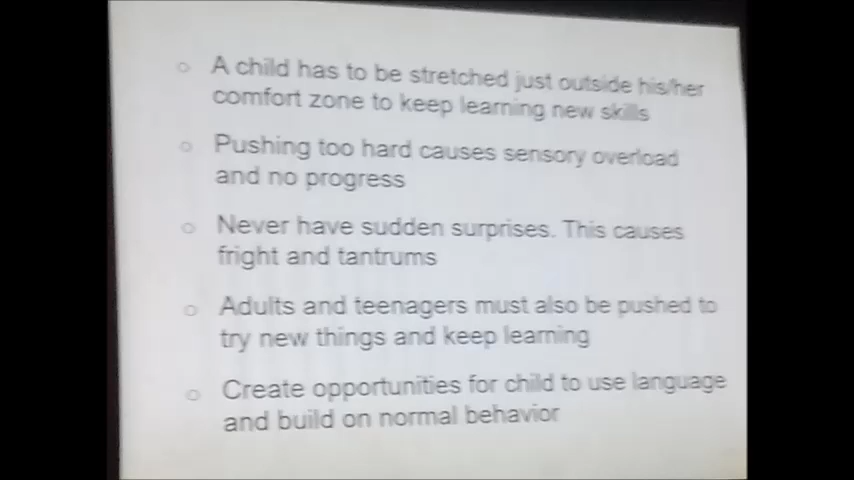 A child has to be stretched just outside his/her
comfort zone to keep learning new skills
Pushing too hard causes sensory overload
and no progress
Never have sudden surprises. This causes
fright and tantrums
Adults and teenagers must also be pushed to
try new things and keep learning
Create opportunities for child to use language
and build on normal behavior